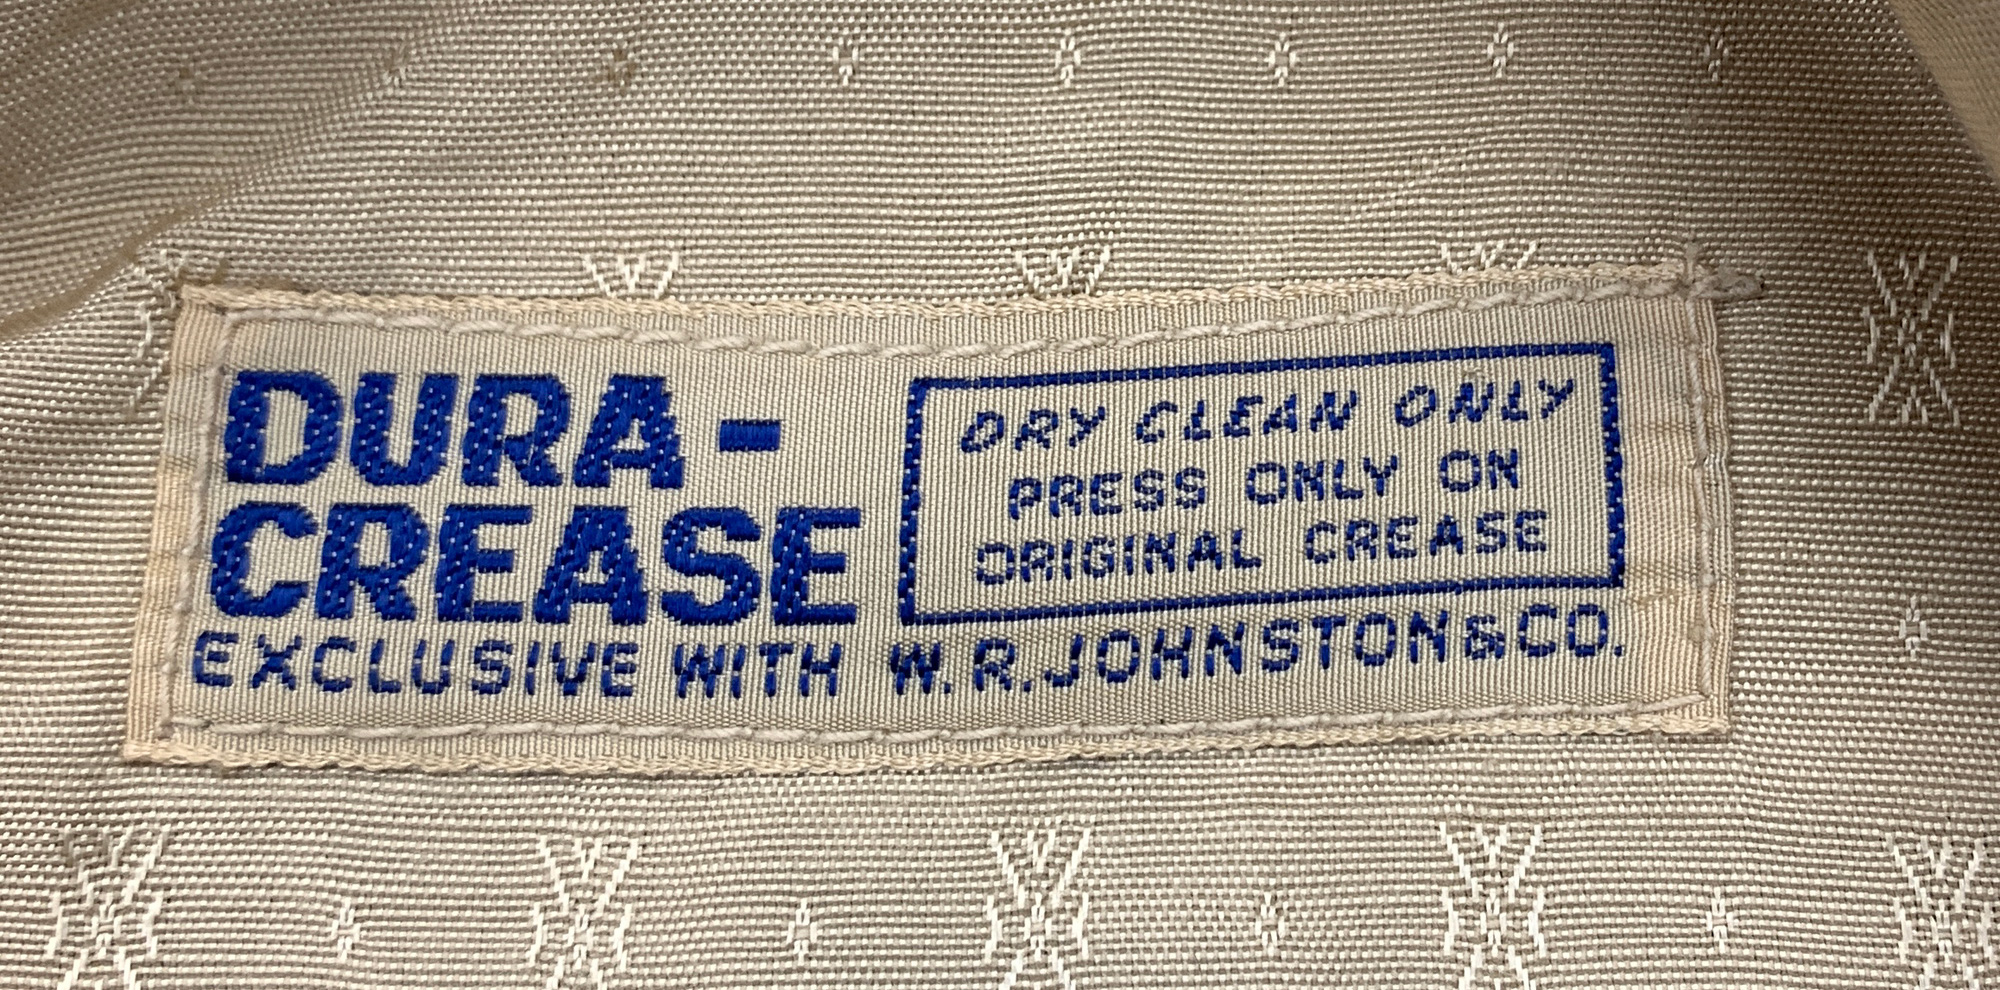 DURA-
CREASE
DRY CLEAN ONLY
PRESS ONLY ON
ORIGINAL CREASE
EXCLUSIVE WITH W.R.JOHNSTON&CO.